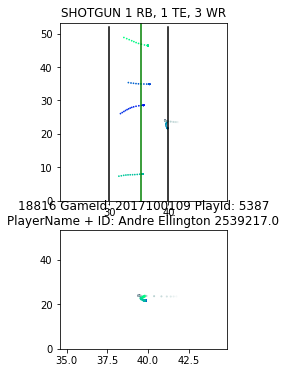 SHOTGUN 1 RB, 1 TE, 3 WR
50
40
30
20
10
0
30 40
18816 GameId: 2017100109 PlayId: 5387
PlayerName + ID: Andre Ellington 2539217.0
40
20
0
35.0 37.5 40.0 42.5